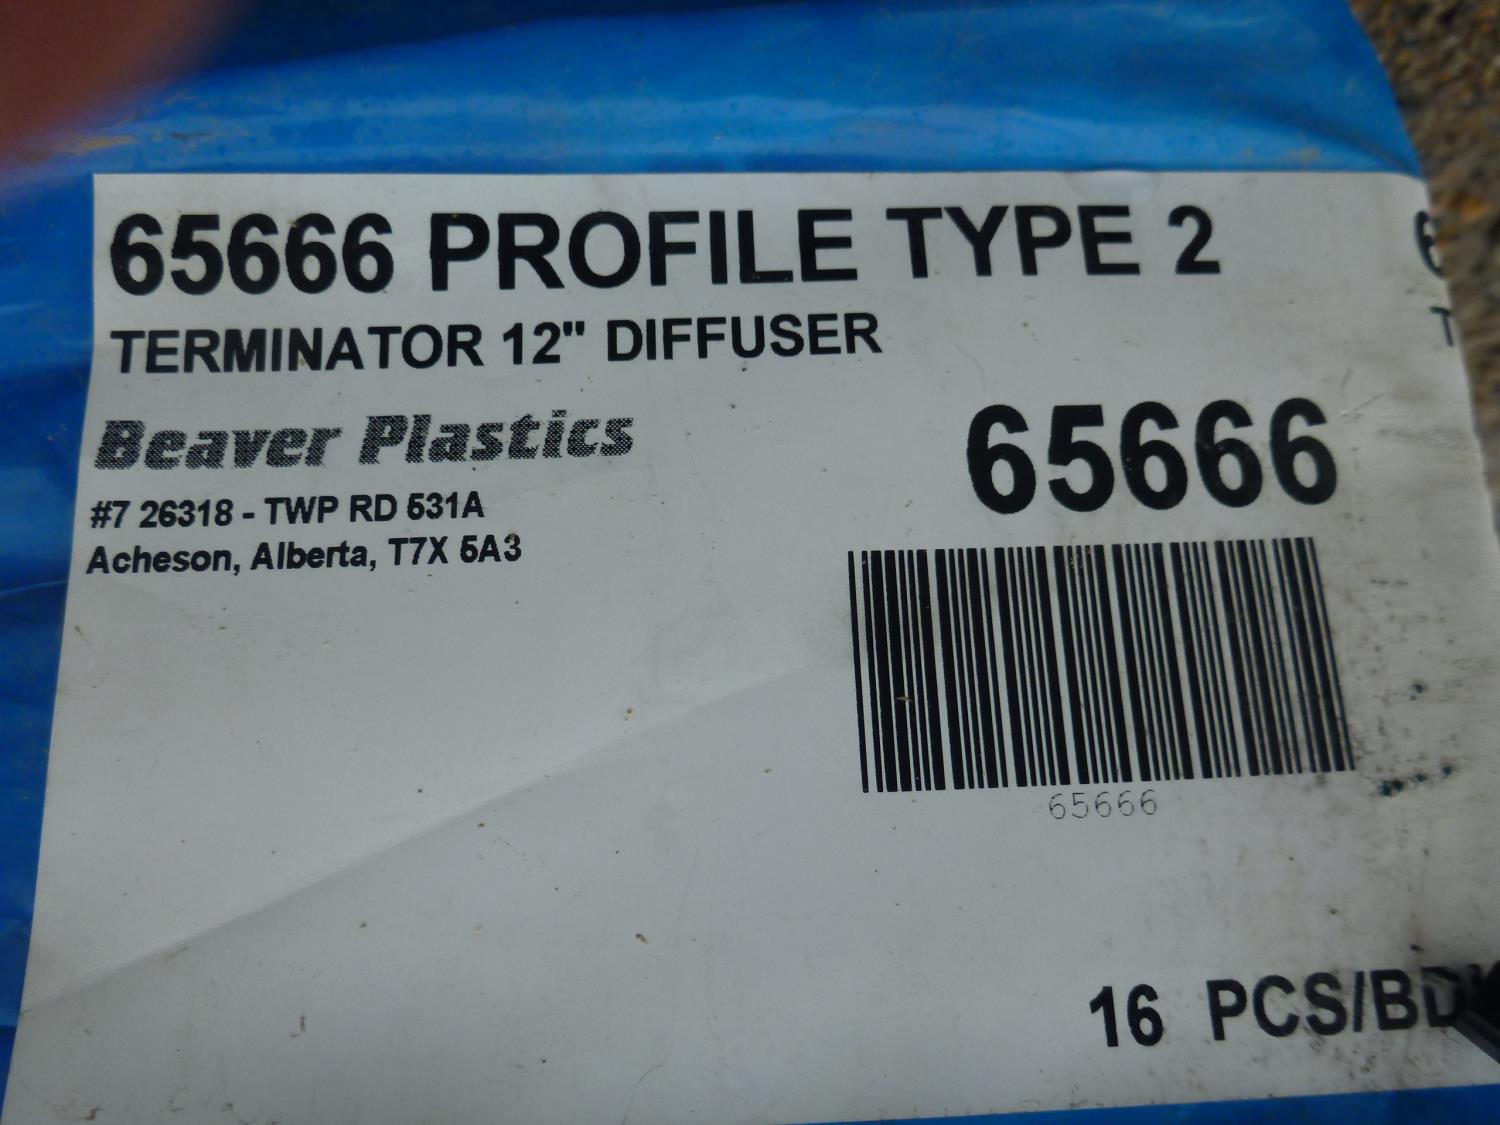 65666 PROFILE TYPE 2
TERMINATOR 12" DIFFUSER
Beaver Plastics
#7 26318 - TWP RD 531A
Acheson, Alberta, T7X 5A3
65666
65666
16 PCS/BD